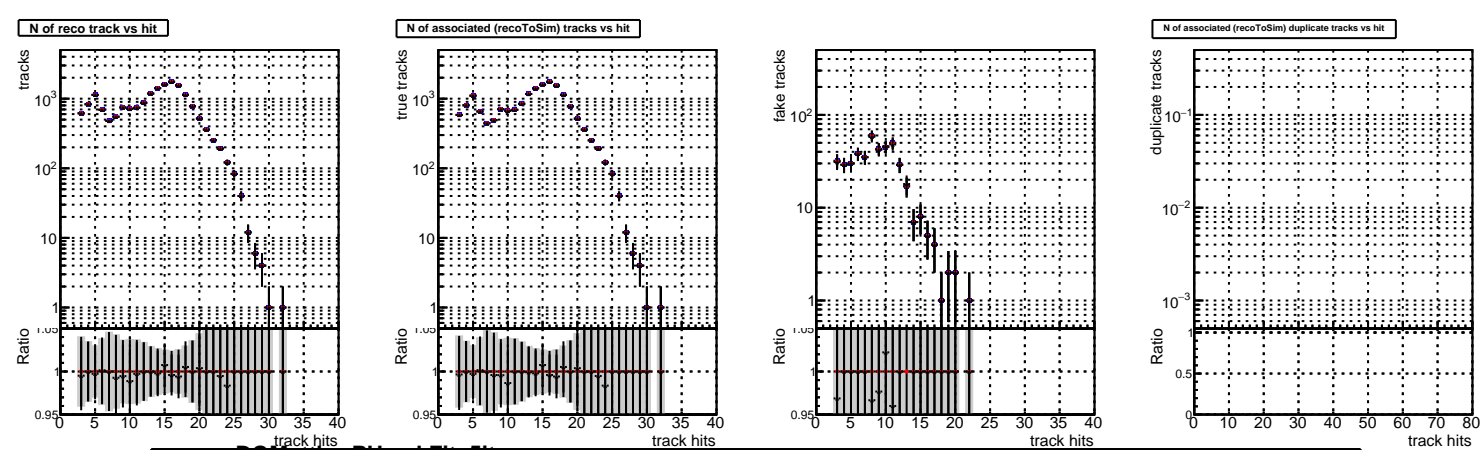 N of reco track vs hit
tracks
10³
10²
10
1
1.05
Ratio
1
0.95
0 5 10 15 20 25 30 35 40
track hits
N of associated (recoToSim) tracks vs hit
true tracks
10³
10²
10
1
1.05
Ratio
1
0.95
0 5 10 15 20 25 30 35 40
track hits
fake tracks
10²
10
1
1.05
Ratio
1
0.95
0 5 10 15 20 25 30 35 40
track hits
N of associated (recoToSim) duplicate tracks vs hit
duplicate tracks
10⁻¹
10⁻²
10⁻³
Ratio
1
0.5
0
0 10 20 30 40 50 60 70 80
track hits